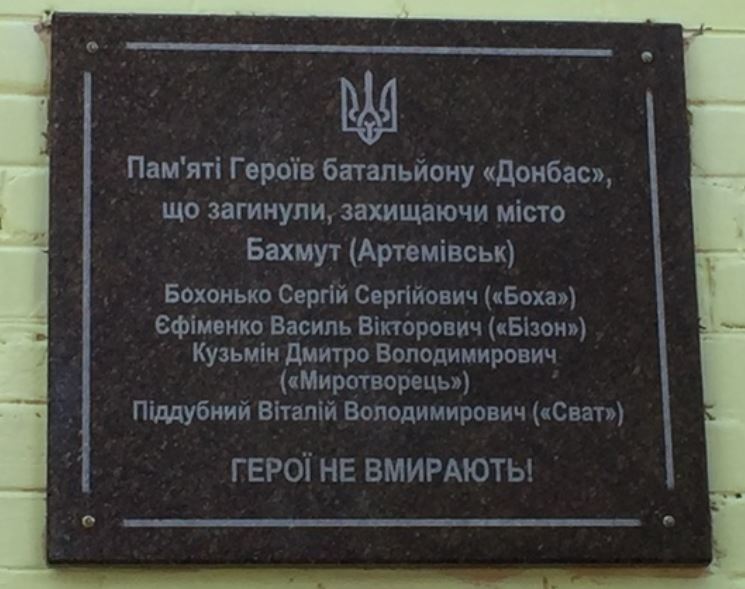 Пам'яті Героїв батальйону «Донбас»,
що загинули, захищаючи місто
Бахмут (Артемівськ)
Бохонько Сергій Сергійович («Боха»)
Єфіменко Василь Вікторович («Бізон»)
Кузьмін Дмитро Володимирович
(«Миротворець»)
Піддубний Віталій Володимирович («Сват»)
ГЕРОЇ НЕ ВМИРАЮТЬ!